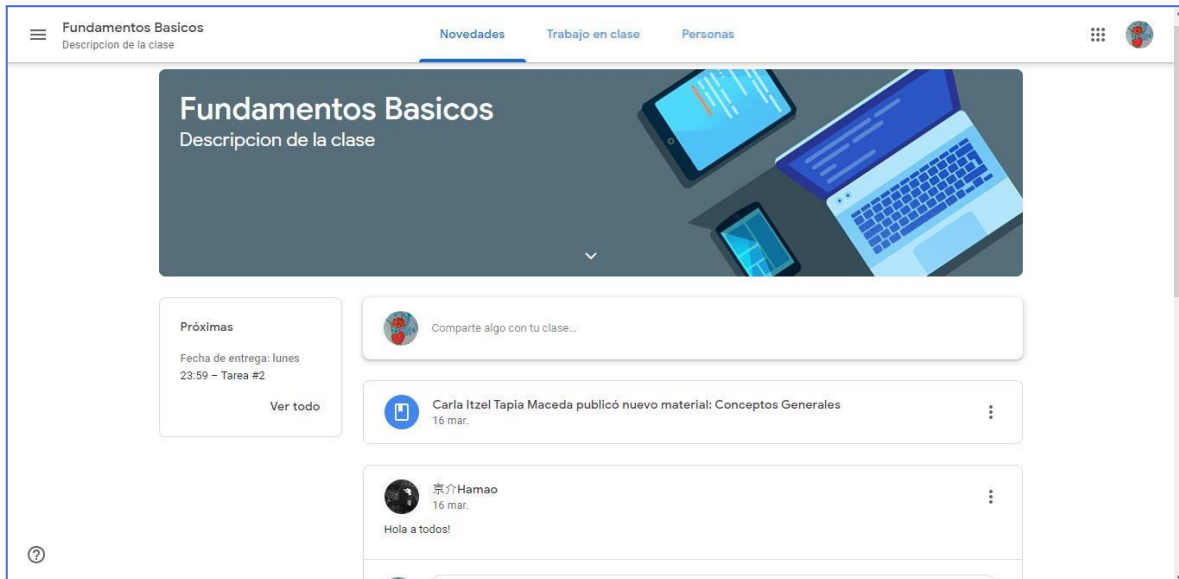 Fundamentos Basicos
Descripcion de la clase
Novedades
Trabajo en clase
Personas
Fundamentos Basicos
Descripcion de la clase
Próximas
Fecha de entrega: lunes
23:59 – Tarea #2
Ver todo
Comparte algo con tu clase...
Carla Itzel Tapia Maceda publicó nuevo material: Conceptos Generales
16 mar.
京介Hamao
16 mar.
Hola a todos!